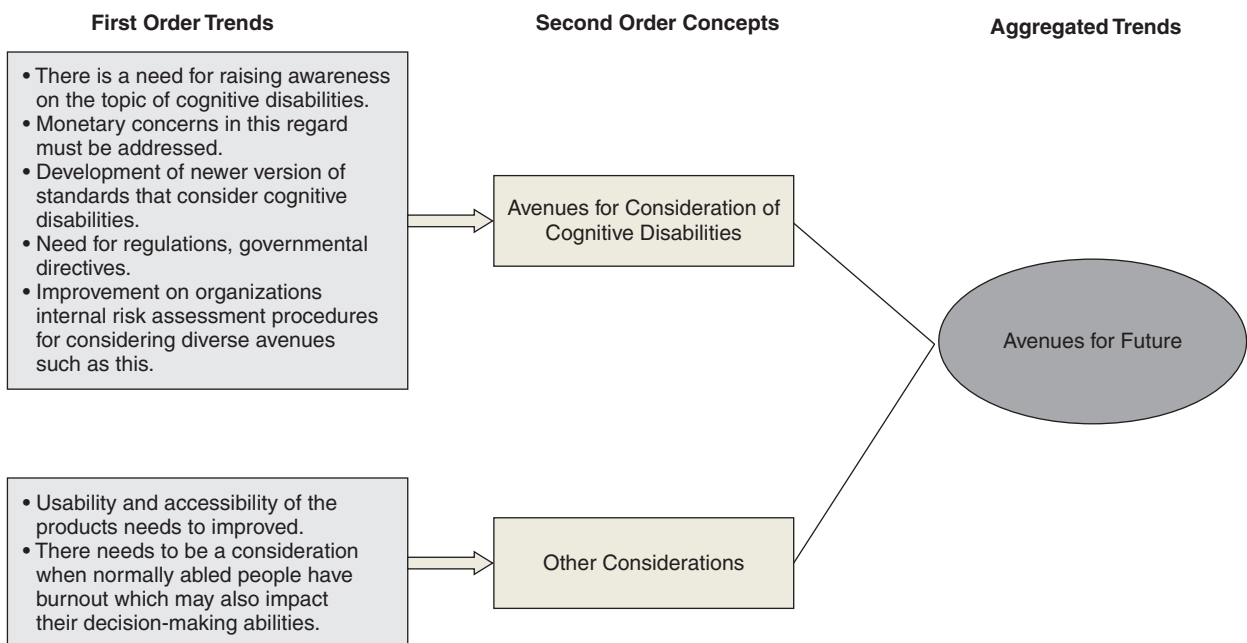 First Order Trends
Second Order Concepts
Aggregated Trends
• There is a need for raising awareness
on the topic of cognitive disabilities.
• Monetary concerns in this regard
must be addressed.
• Development of newer version of
standards that consider cognitive
disabilities.
• Need for regulations, governmental
directives.
• Improvement on organizations
internal risk assessment procedures
for considering diverse avenues
such as this.
Avenues for Consideration of
Cognitive Disabilities
Avenues for Future
• Usability and accessibility of the
products needs to improved.
• There needs to be a consideration
when normally abled people have
burnout which may also impact
their decision-making abilities.
Other Considerations